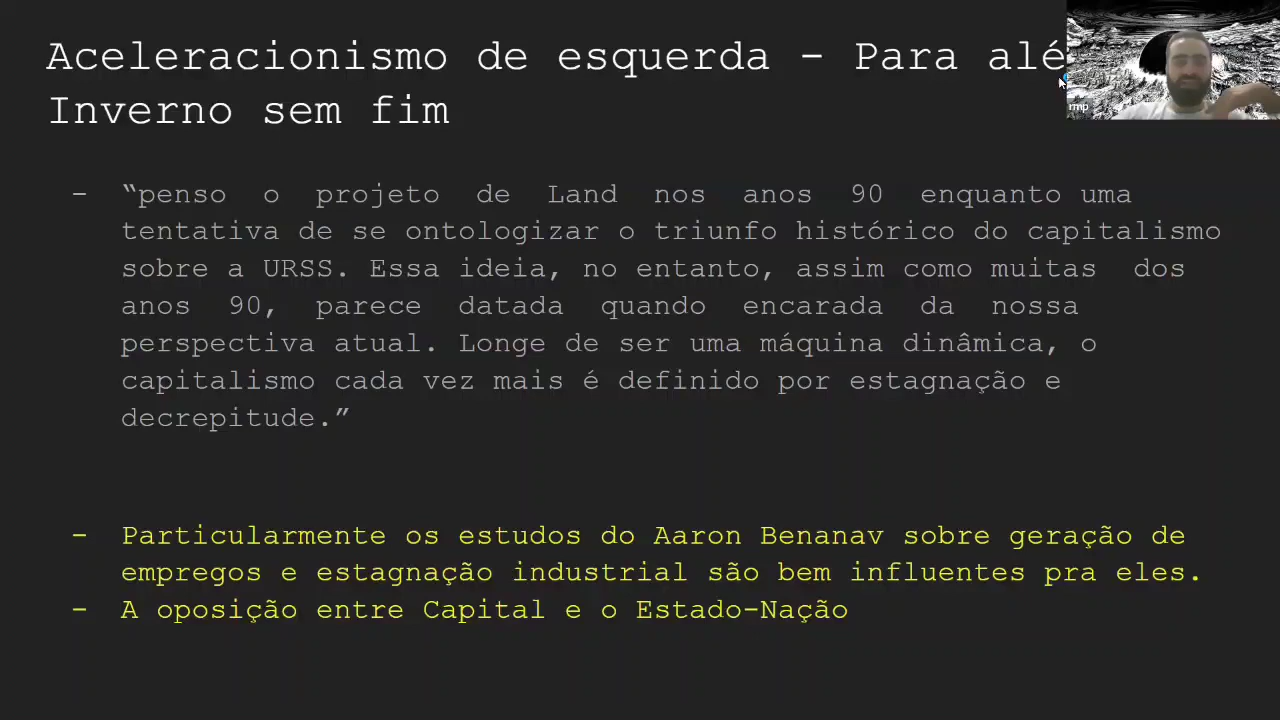 Aceleracionismo de esquerda - Para alé
Inverno sem fim
rmp
- “penso o projeto de Land nos anos 90 enquanto uma
tentativa de se ontologizar o triunfo histórico do capitalismo
sobre a URSS. Essa ideia, no entanto, assim como muitas dos
anos 90, parece datada quando encarada da nossa
perspectiva atual. Longe de ser uma máquina dinâmica, o
capitalismo cada vez mais é definido por estagnação e
decrepitude.”
- Particularmente os estudos do Aaron Benanav sobre geração de
empregos e estagnação industrial são bem influentes pra eles.
- A oposição entre Capital e o Estado-Nação